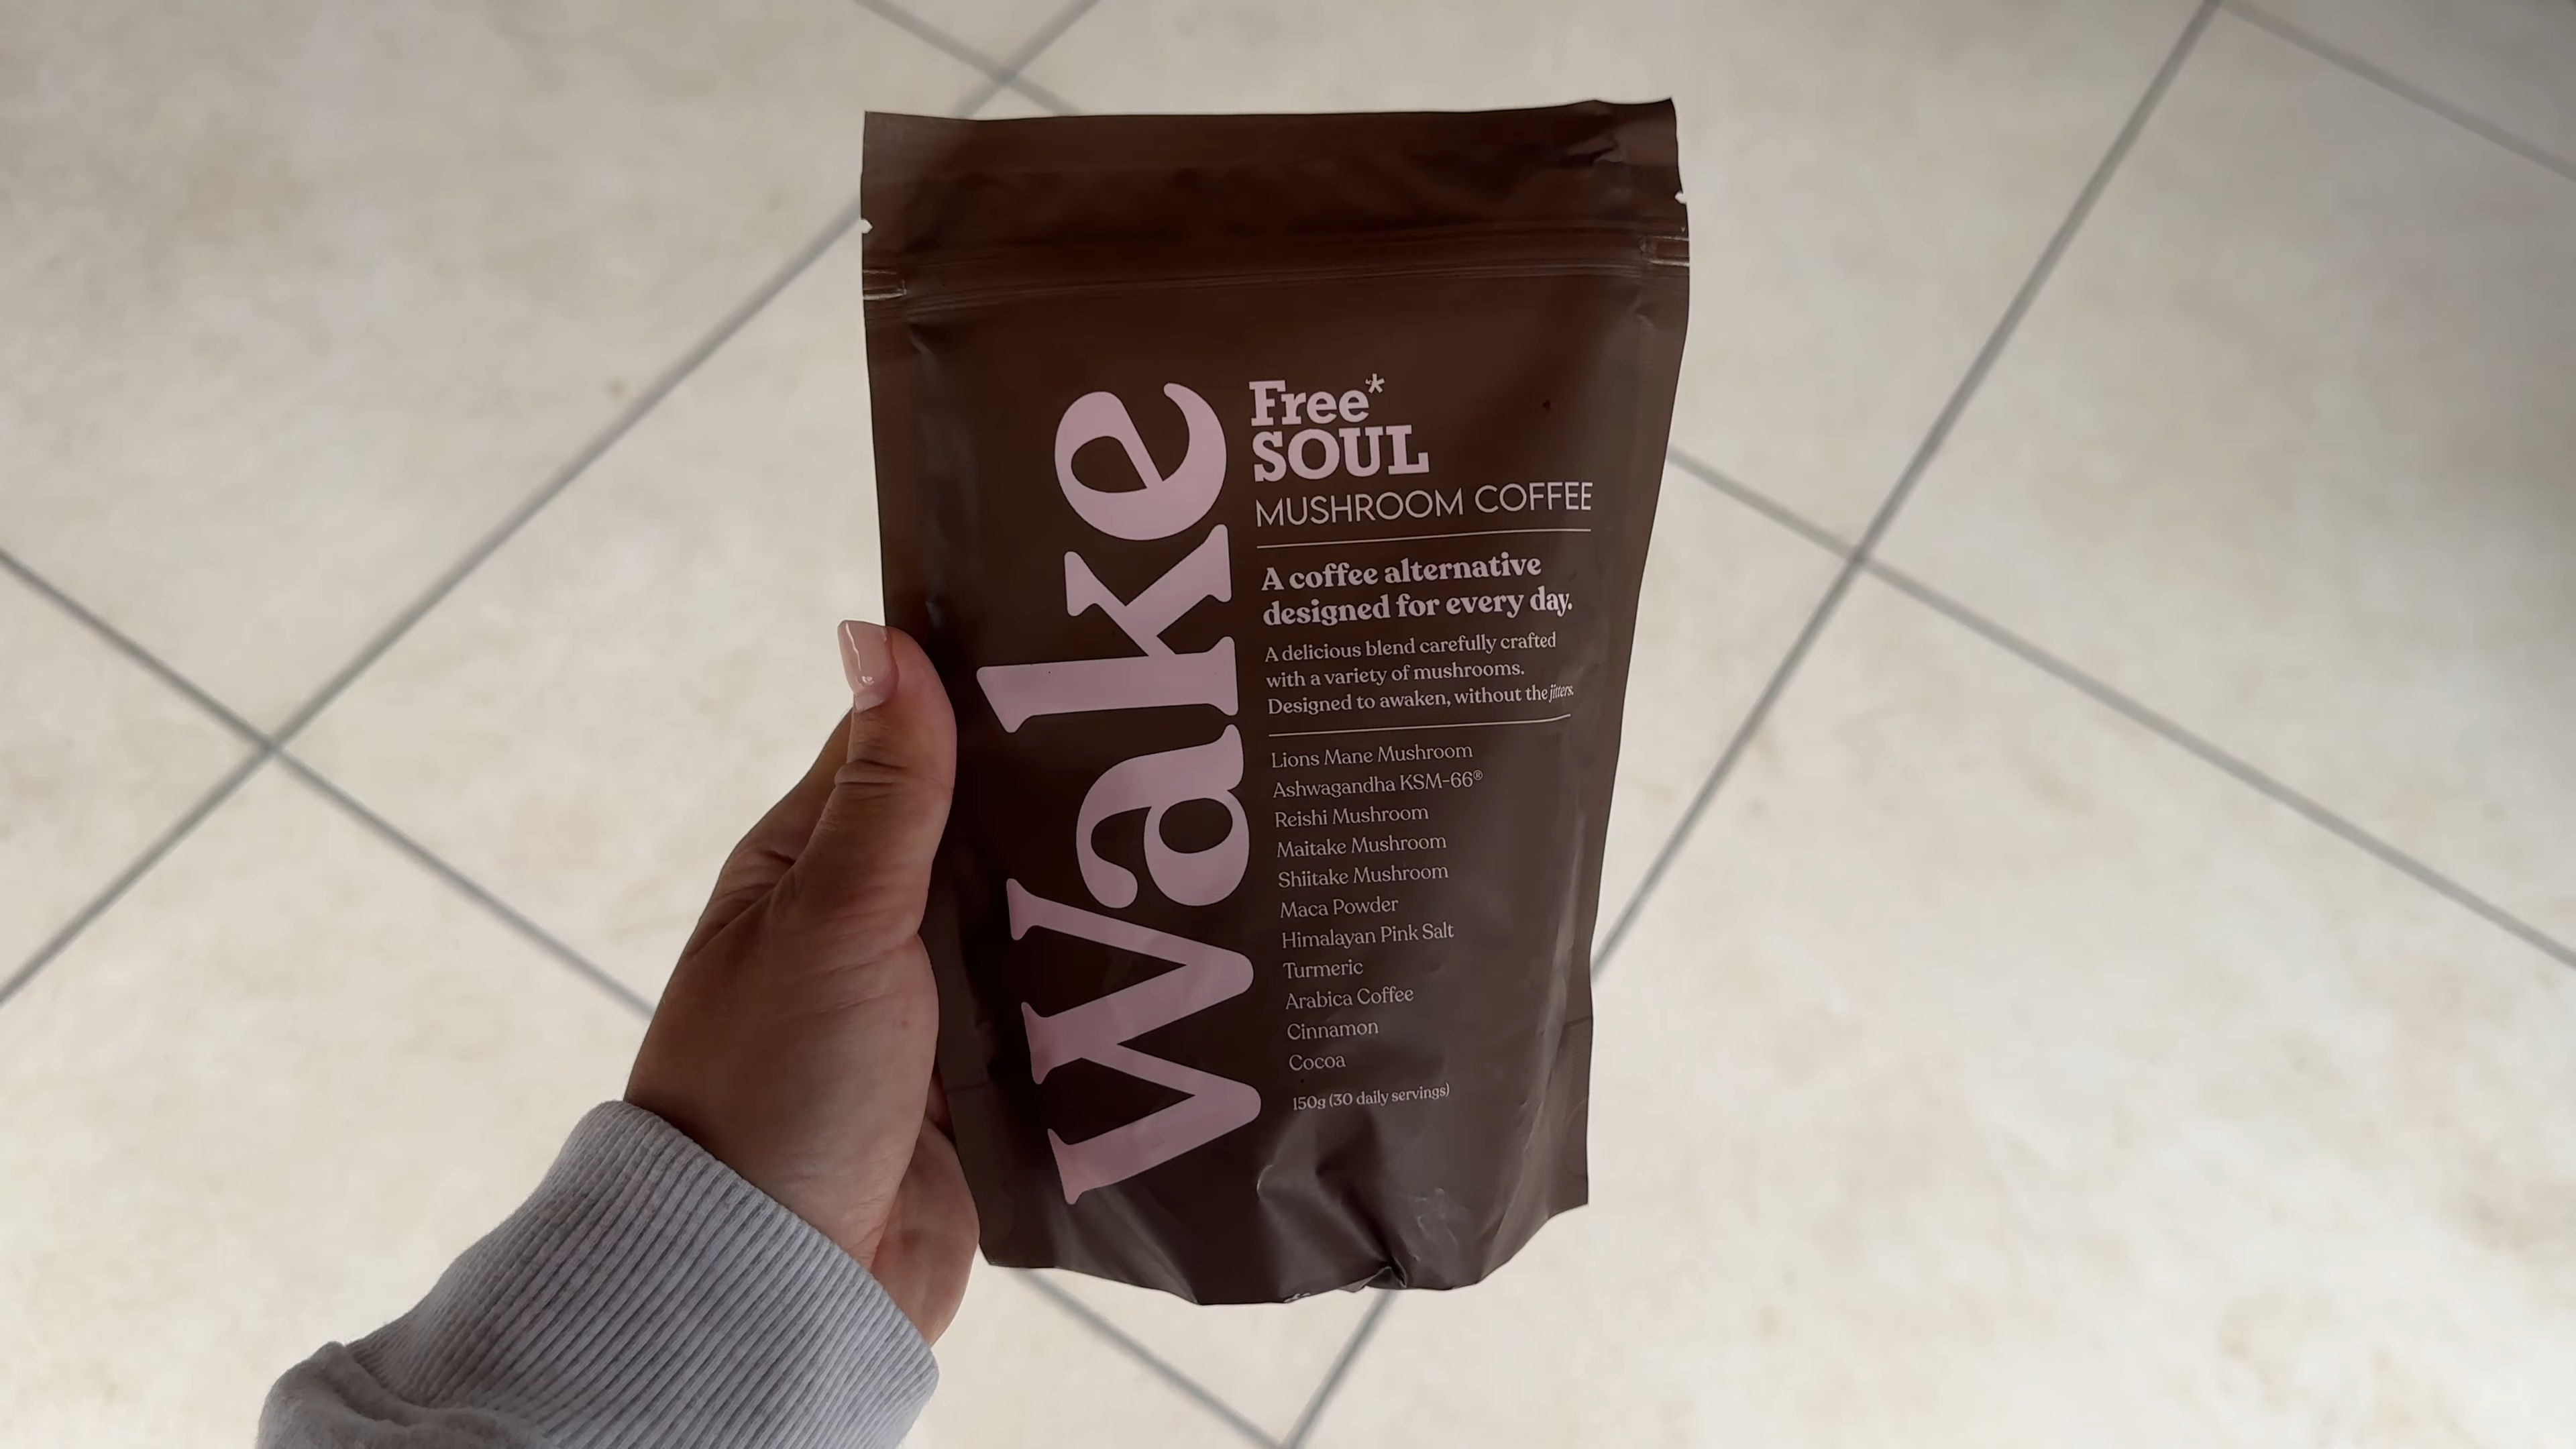 Wake
Free*
SOUL
MUSHROOM COFFEE
A coffee alternative
designed for every day.
A delicious blend carefully crafted
with a variety of mushrooms.
Designed to awaken, without the jitters.
Lions Mane Mushroom
Ashwagandha KSM-66®
Reishi Mushroom
Maitake Mushroom
Shiitake Mushroom
Maca Powder
Himalayan Pink Salt
Turmeric
Arabica Coffee
Cinnamon
Cocoa
150g (30 daily servings)